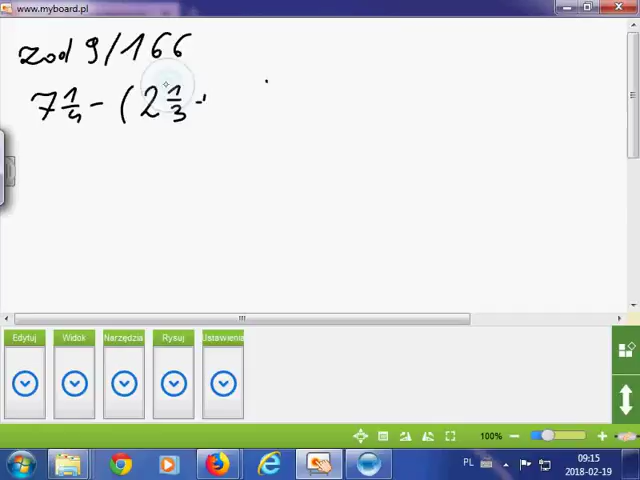 www.myboard.pl
zad 9/166
7 1/4 - ( 2 1/3 -
Edytuj
Widok
Narzędzia
Rysuj
Ustawienia
100%
PL
09:15
2018-02-19